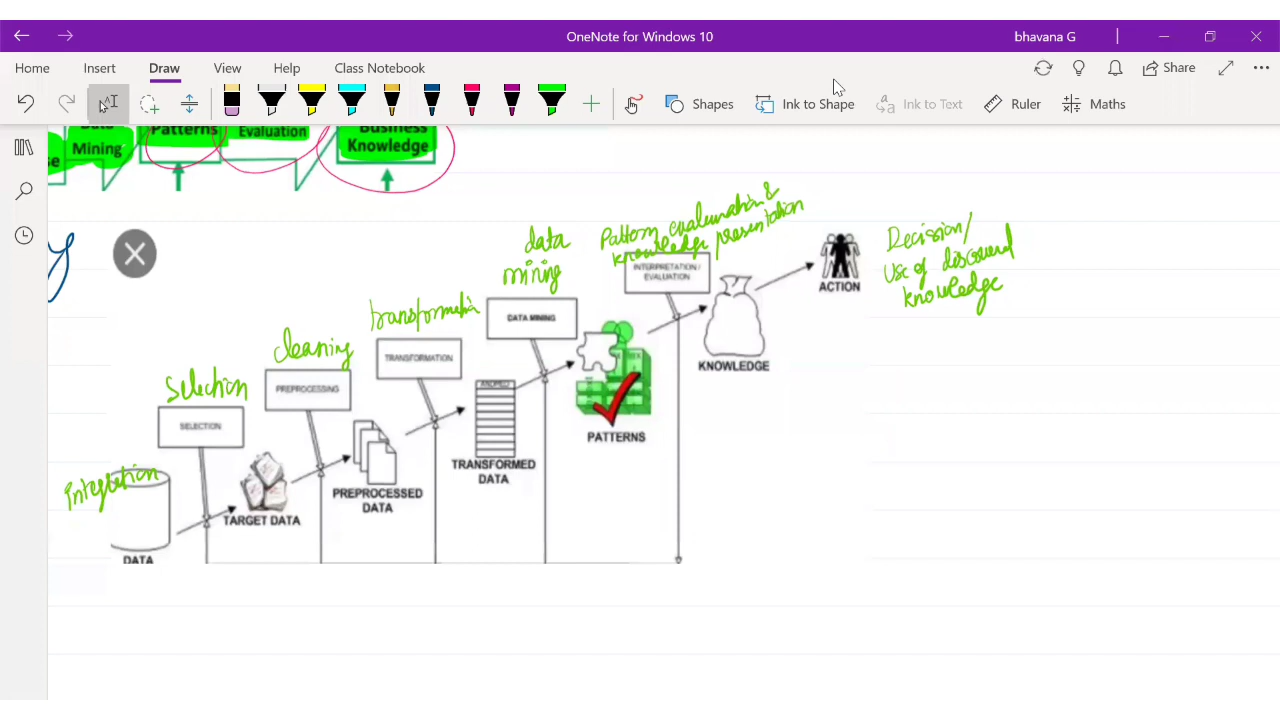 OneNote for Windows 10
bhavana G
Home Insert Draw View Help Class Notebook
Share
Shapes
Ink to Shape
Ink to Text
Ruler
Maths
Mining
Patterns
Evaluation
Business
Knowledge
Integration
DATA
Selection
SELECTION
TARGET DATA
cleaning
PREPROCESSING
PREPROCESSED
DATA
transformation
TRANSFORMATION
TRANSFORMED
DATA
data
mining
DATA MINING
PATTERNS
Pattern evaluation &
knowledge presentation
INTERPRETATION /
EVALUATION
KNOWLEDGE
ACTION
Decision/
Use of discovered
knowledge